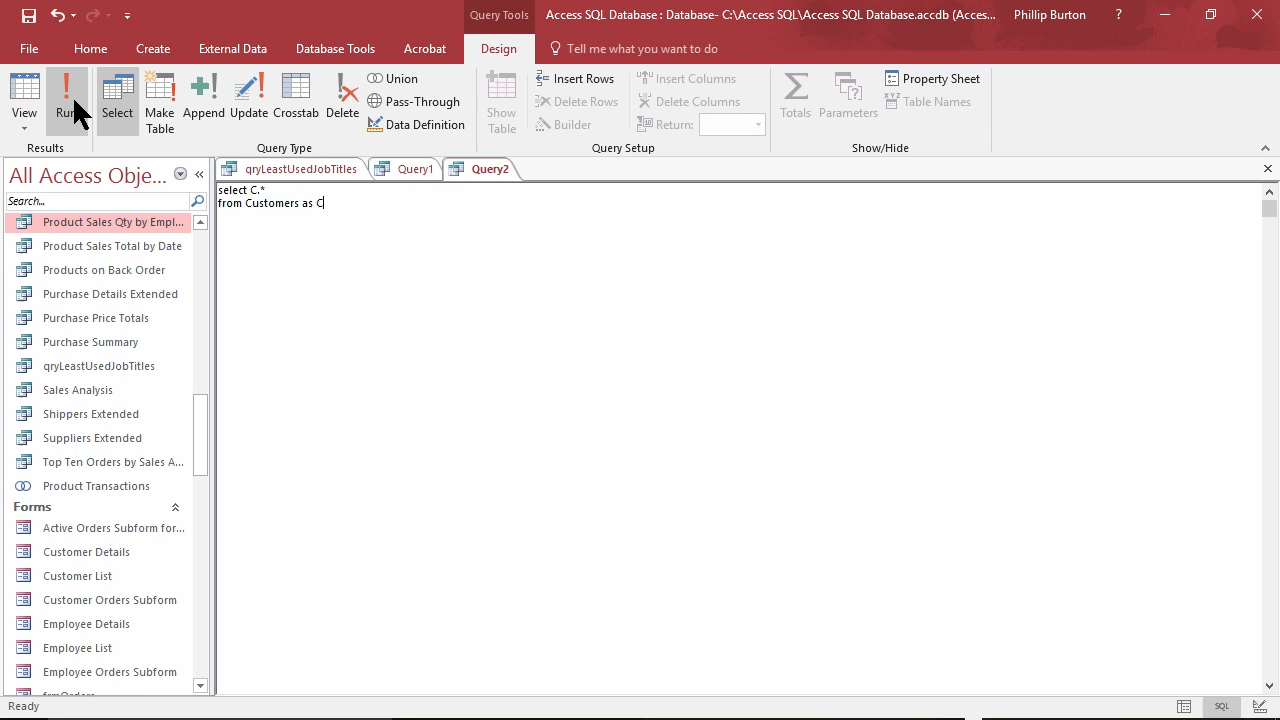 Query Tools
Access SQL Database : Database- C:\Access SQL\Access SQL Database.accdb (Acces...
Phillip Burton
?
File
Home
Create
External Data
Database Tools
Acrobat
Design
Tell me what you want to do
View
Run
Select
Make Table
Append
Update
Crosstab
Delete
Union
Pass-Through
Data Definition
Show Table
Insert Rows
Delete Rows
Builder
Insert Columns
Delete Columns
Return:
Totals
Parameters
Property Sheet
Table Names
Results
Query Type
Query Setup
Show/Hide
All Access Obje...
Search...
qryLeastUsedJobTitles
Query1
Query2
select C.*
from Customers as C
Product Sales Qty by Empl...
Product Sales Total by Date
Products on Back Order
Purchase Details Extended
Purchase Price Totals
Purchase Summary
qryLeastUsedJobTitles
Sales Analysis
Shippers Extended
Suppliers Extended
Top Ten Orders by Sales A...
Product Transactions
Forms
Active Orders Subform for...
Customer Details
Customer List
Customer Orders Subform
Employee Details
Employee List
Employee Orders Subform
frmOrders
Ready
SQL